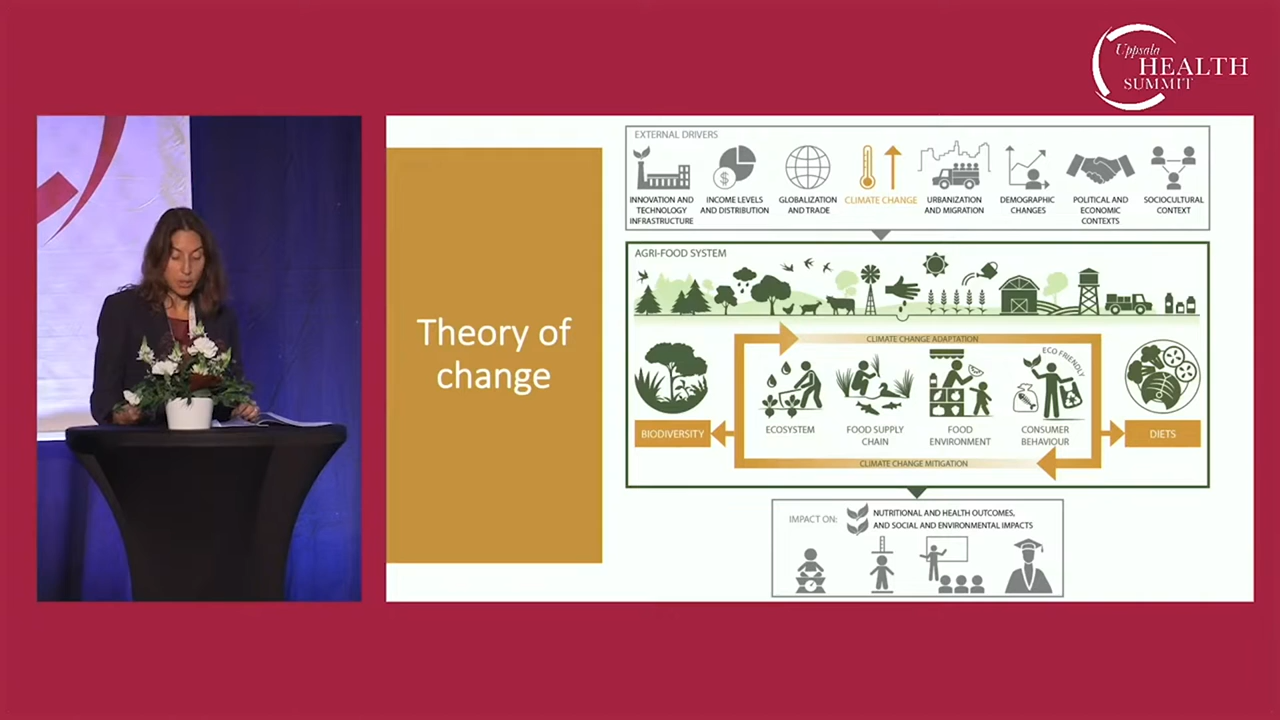 Uppsala
HEALTH
SUMMIT
Theory of
change
EXTERNAL DRIVERS
INNOVATION AND
TECHNOLOGY
INFRASTRUCTURE
INCOME LEVELS
AND DISTRIBUTION
GLOBALIZATION
AND TRADE
CLIMATE CHANGE
URBANIZATION
AND MIGRATION
DEMOGRAPHIC
CHANGES
POLITICAL AND
ECONOMIC
CONTEXTS
SOCIOCULTURAL
CONTEXT
AGRI-FOOD SYSTEM
CLIMATE CHANGE ADAPTATION
ECO FRIENDLY
BIODIVERSITY
ECOSYSTEM
FOOD SUPPLY
CHAIN
FOOD
ENVIRONMENT
CONSUMER
BEHAVIOUR
DIETS
CLIMATE CHANGE MITIGATION
IMPACT ON:
NUTRITIONAL AND HEALTH OUTCOMES,
AND SOCIAL AND ENVIRONMENTAL IMPACTS